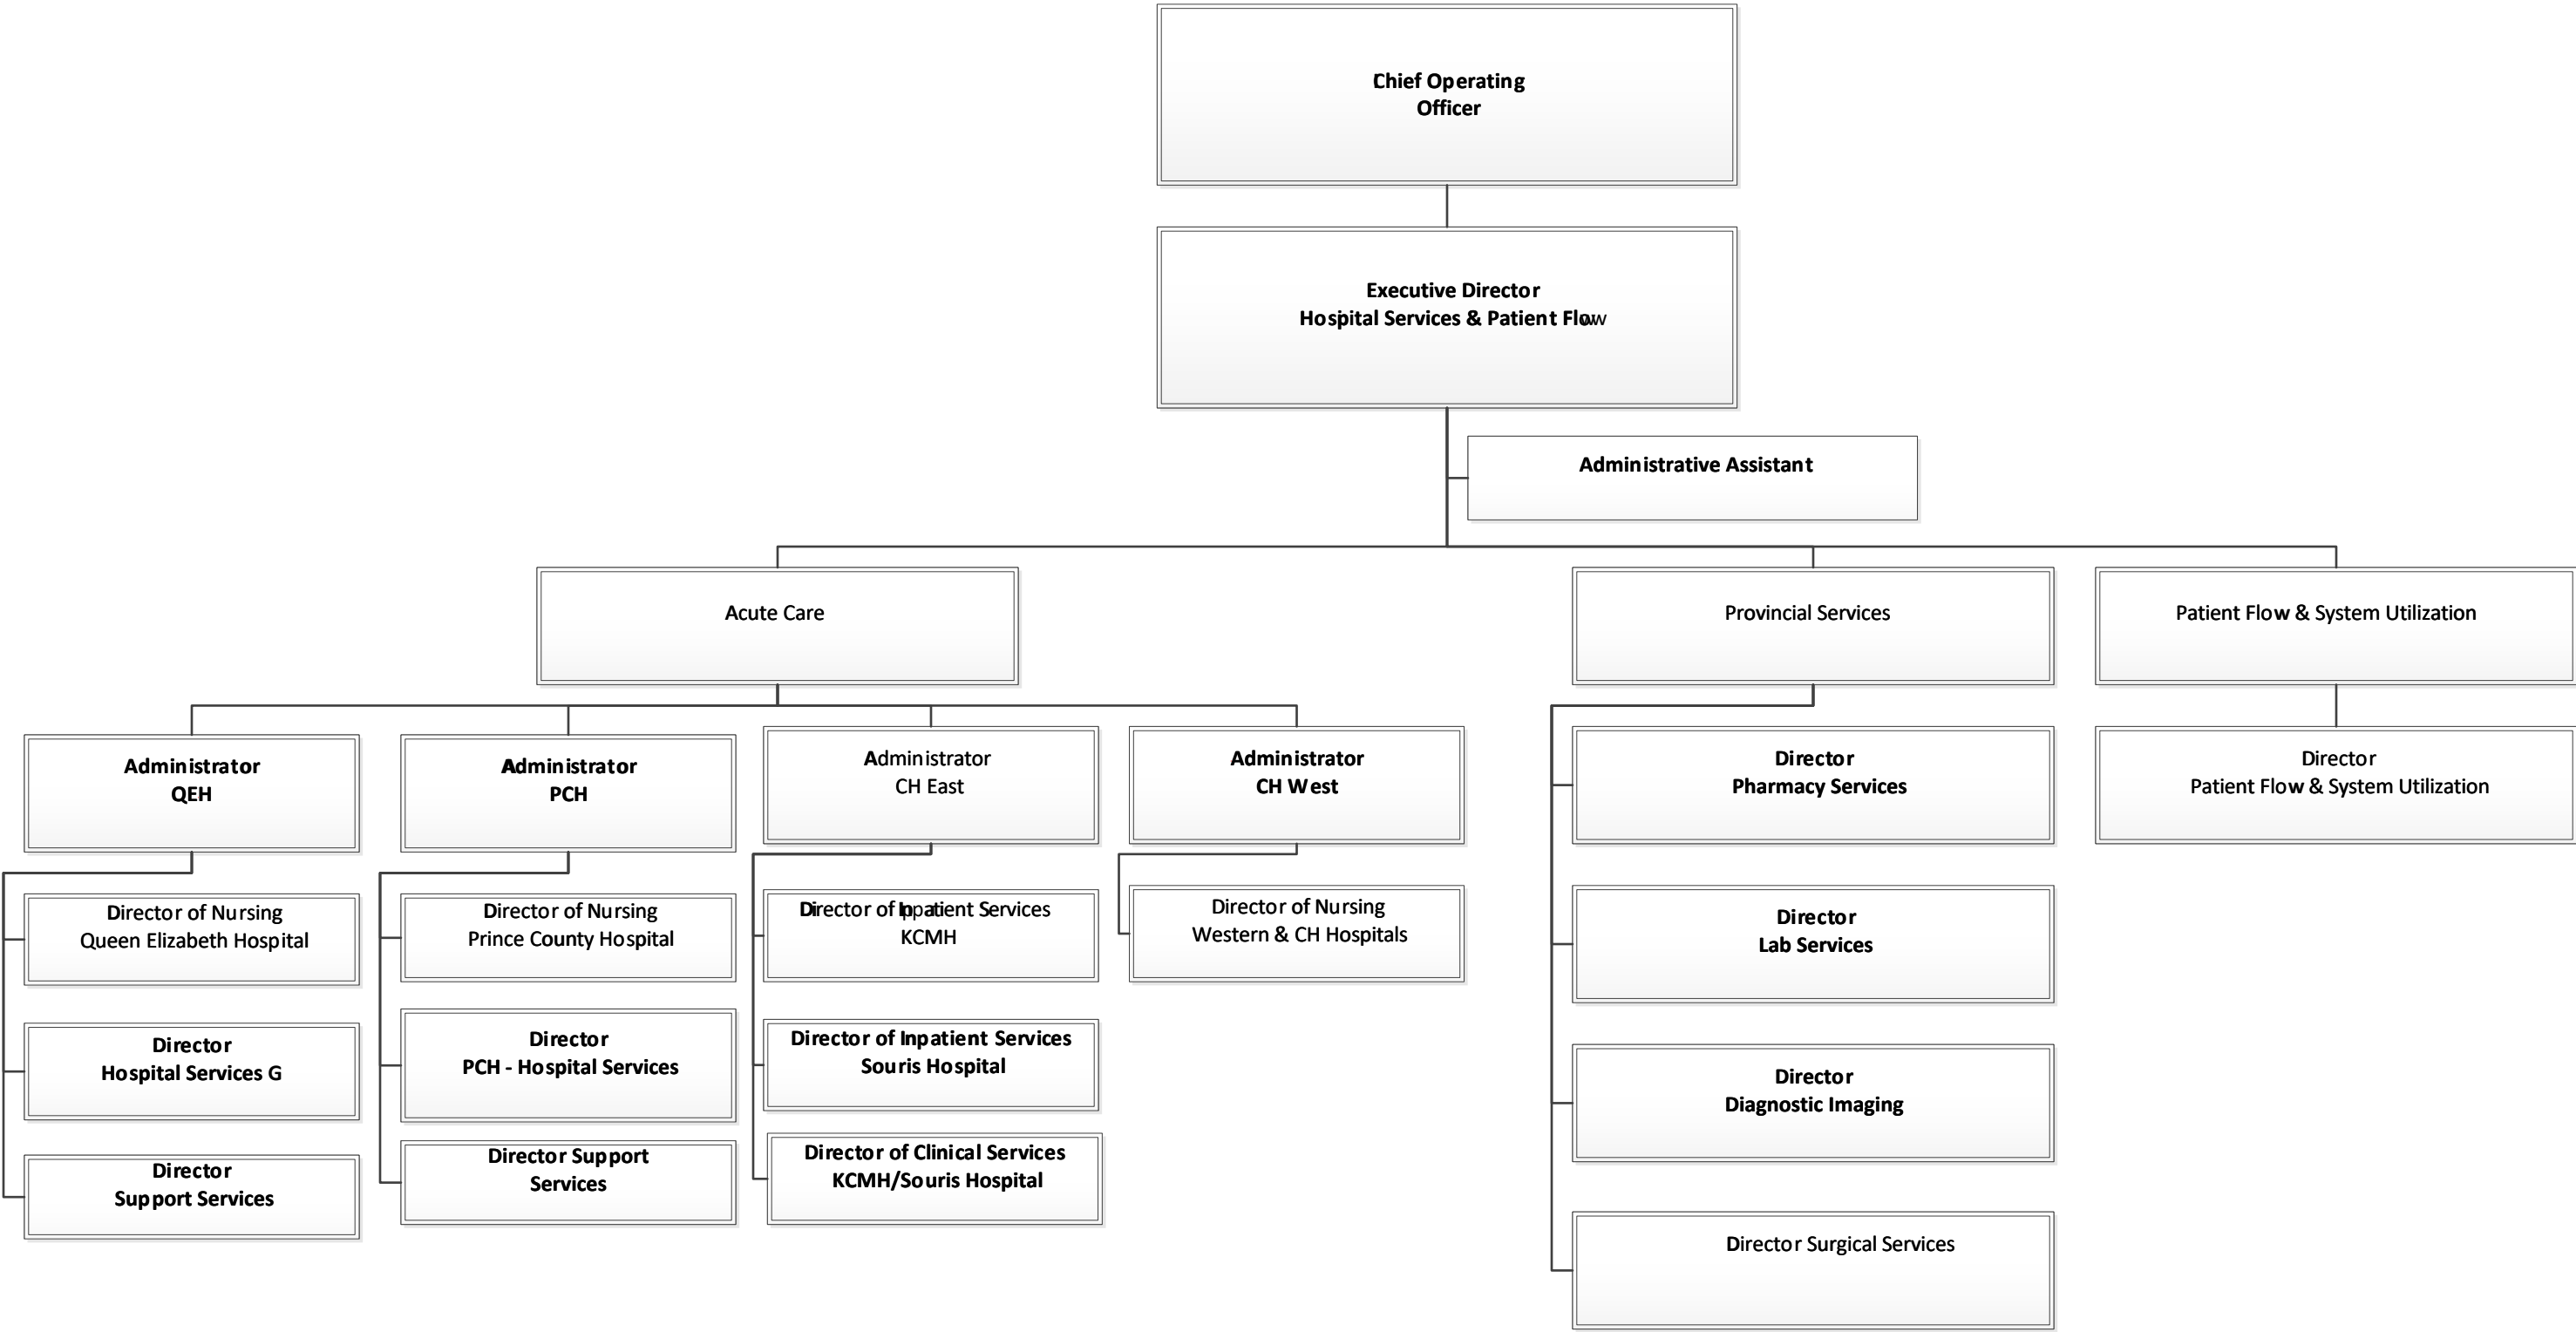 Chief Operating
Officer
Executive Director
Hospital Services & Patient Flow
Administrative Assistant
Acute Care
Provincial Services
Patient Flow & System Utilization
Administrator
QEH
Administrator
PCH
Administrator
CH East
Administrator
CH West
Director
Pharmacy Services
Director
Patient Flow & System Utilization
Director of Nursing
Queen Elizabeth Hospital
Director of Nursing
Prince County Hospital
Director of Inpatient Services
KCMH
Director of Nursing
Western & CH Hospitals
Director
Lab Services
Director
Hospital Services G
Director
PCH - Hospital Services
Director of Inpatient Services
Souris Hospital
Director
Diagnostic Imaging
Director
Support Services
Director Support
Services
Director of Clinical Services
KCMH/Souris Hospital
Director Surgical Services